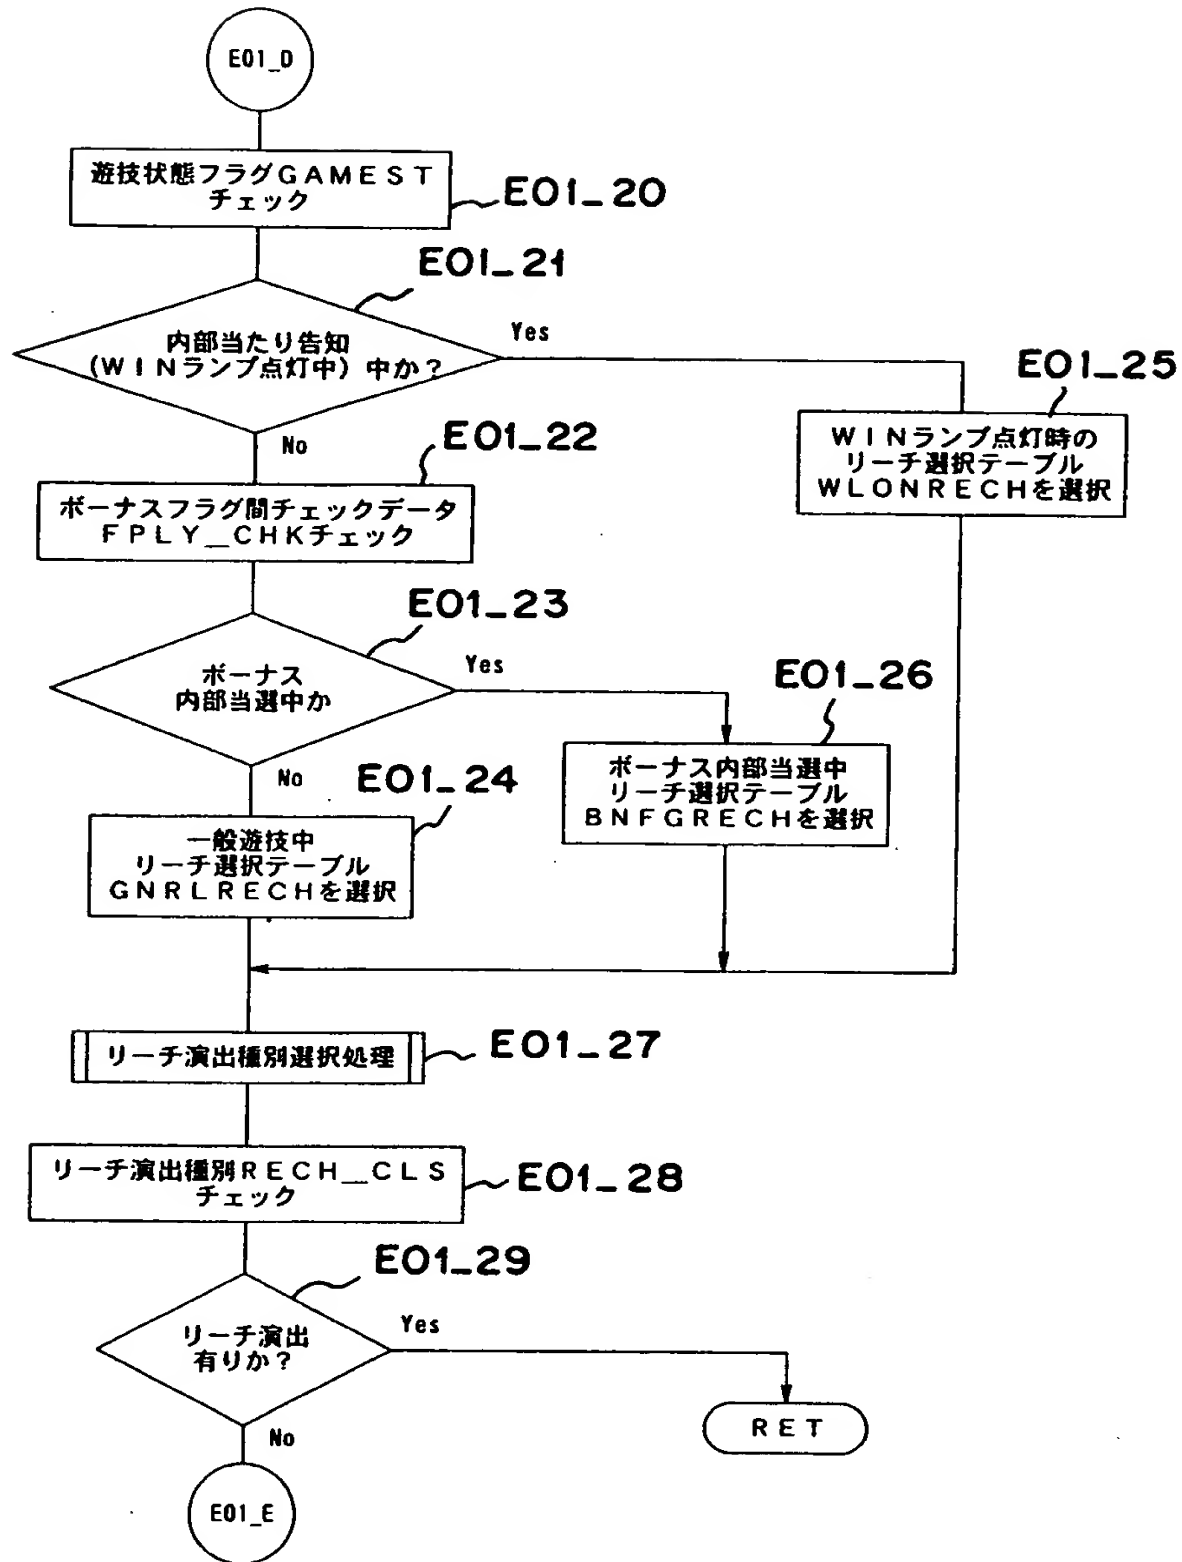 E01_D
遊技状態フラグGAMEST
チェック
E01_20
E01_21
内部当たり告知
(WINランプ点灯中) 中か?
Yes
No
E01_25
WINランプ点灯時の
リーチ選択テーブル
WLONRECHを選択
E01_22
ボーナスフラグ間チェックデータ
FPLY__CHKチェック
E01_23
ボーナス
内部当選中か
Yes
No
E01_26
ボーナス内部当選中
リーチ選択テーブル
BNFGRECHを選択
E01_24
一般遊技中
リーチ選択テーブル
GNRLRECHを選択
リーチ演出種別選択処理
E01_27
リーチ演出種別RECH__CLS
チェック
E01_28
E01_29
リーチ演出
有りか?
Yes
No
RET
E01_E